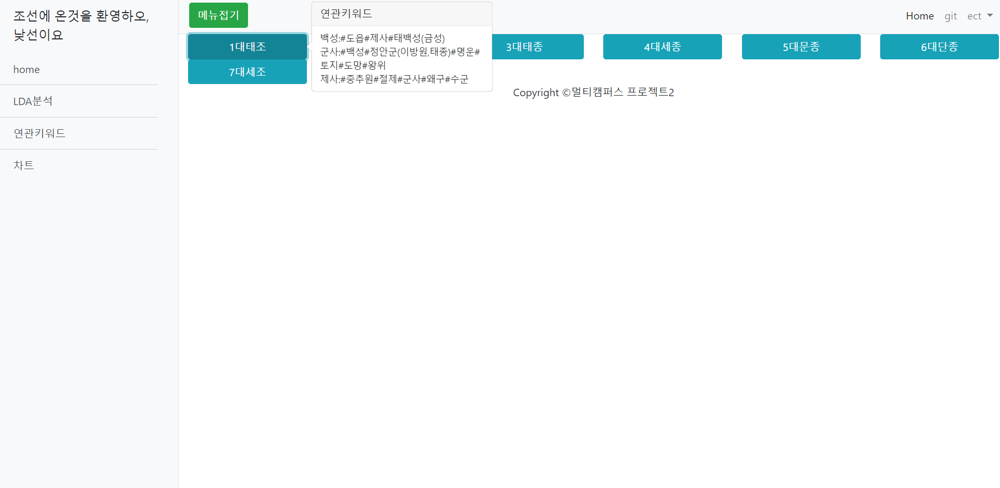 조선에 온것을 환영하오,
낯선이요
home
LDA분석
연관키워드
차트
메뉴접기
Home
git
ect
1대태조
3대태종
4대세종
5대문종
6대단종
7대세조
연관키워드
백성:#도읍#제사#태백성(금성)
군사:#백성#정안군(이방원,태종)#명운#
토지#도망#왕위
제사:#중추원#절제#군사#왜구#수군
Copyright ©멀티캠퍼스 프로젝트2